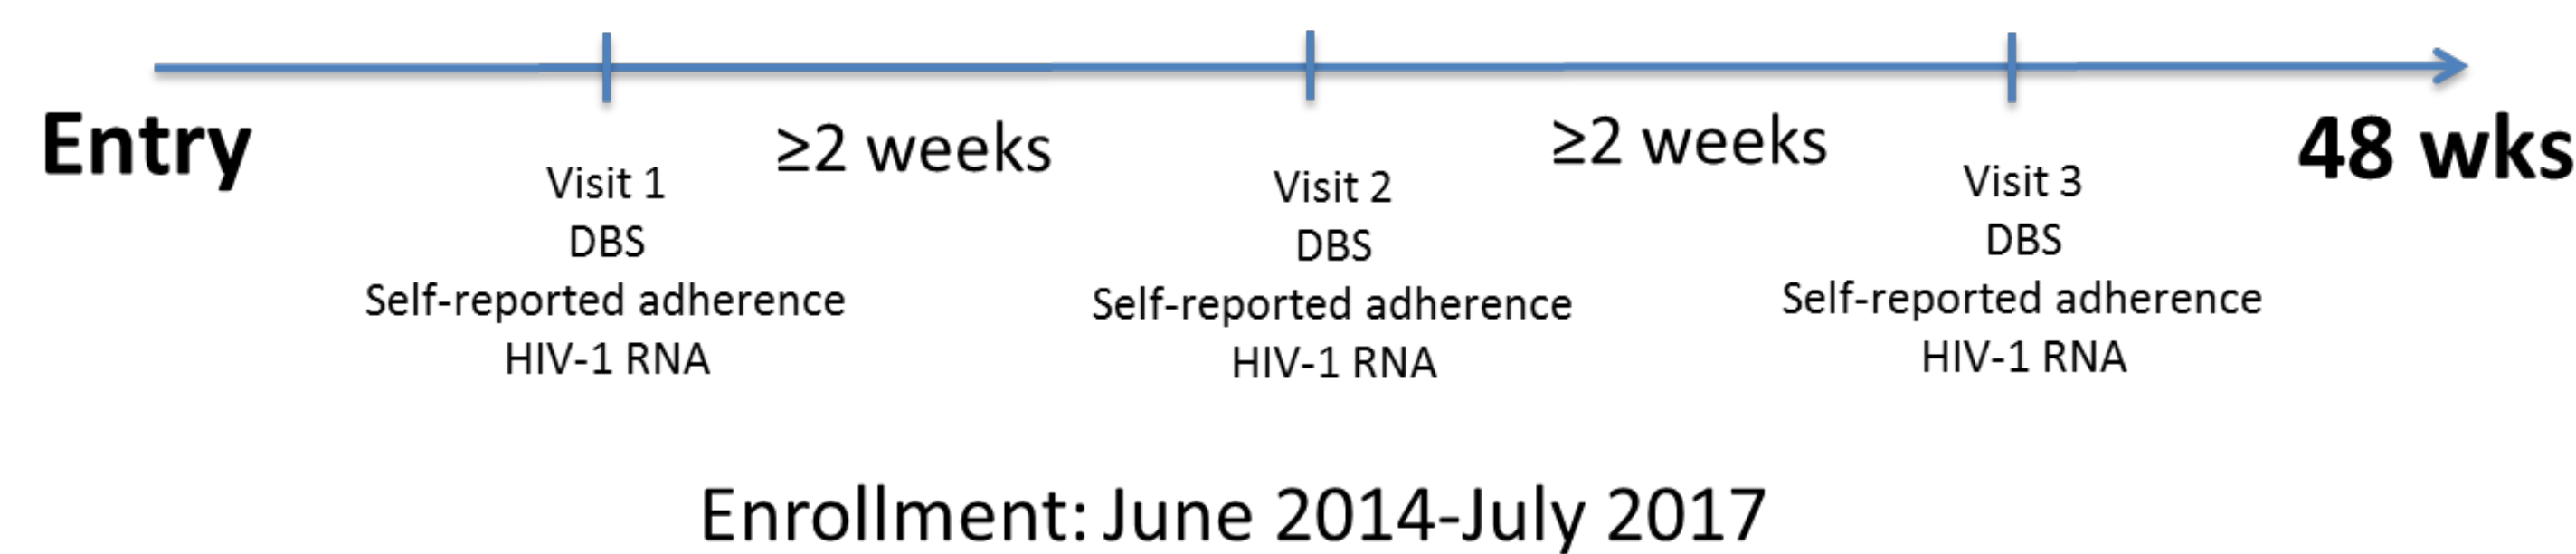 Entry
Visit 1
DBS
Self-reported adherence
HIV-1 RNA
≥2 weeks
Visit 2
DBS
Self-reported adherence
HIV-1 RNA
≥2 weeks
Visit 3
DBS
Self-reported adherence
HIV-1 RNA
48 wks
Enrollment: June 2014-July 2017